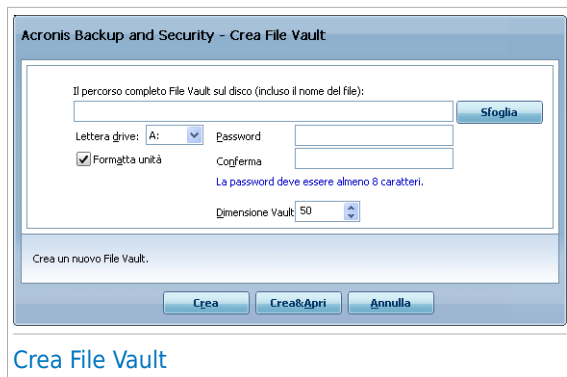 Acronis Backup and Security - Crea File Vault
Il percorso completo File Vault sul disco (incluso il nome del file):
Sfoglia
Lettera drive: A: Password
Formatta unità Conferma
La password deve essere almeno 8 caratteri.
Dimensione Vault 50
Crea un nuovo File Vault.
Crea Crea&Apri Annulla
Crea File Vault